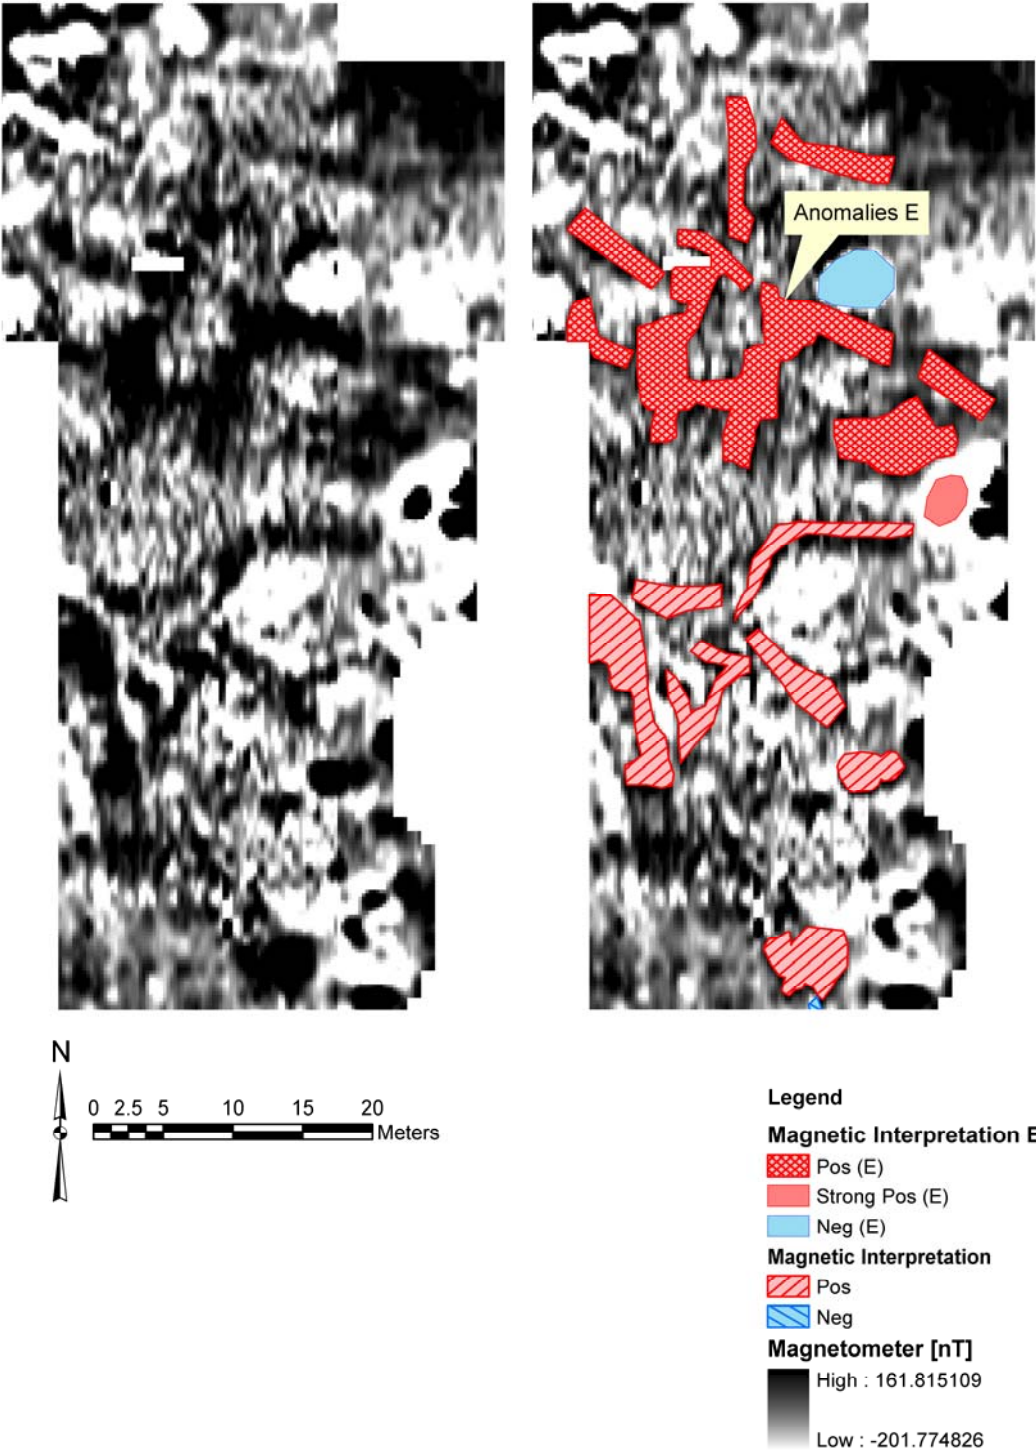 Anomalies E
N
0 2.5 5 10 15 20
Meters
Legend
Magnetic Interpretation E
Pos (E)
Strong Pos (E)
Neg (E)
Magnetic Interpretation
Pos
Neg
Magnetometer [nT]
High : 161.815109
Low : -201.774826